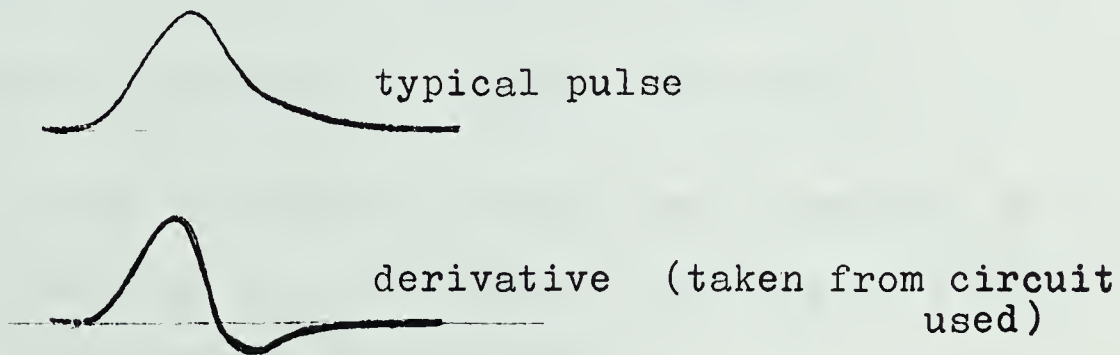 typical pulse
derivative (taken from circuit
used)